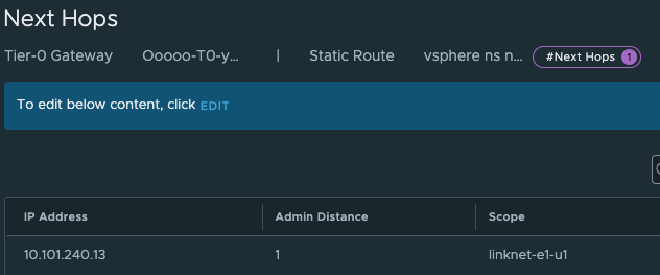 Next Hops
Tier-0 Gateway Ooooo-T0-y... | Static Route vsphere ns n... #Next Hops 1
To edit below content, click EDIT
IP Address Admin Distance Scope
10.101.240.13 1 linknet-e1-u1